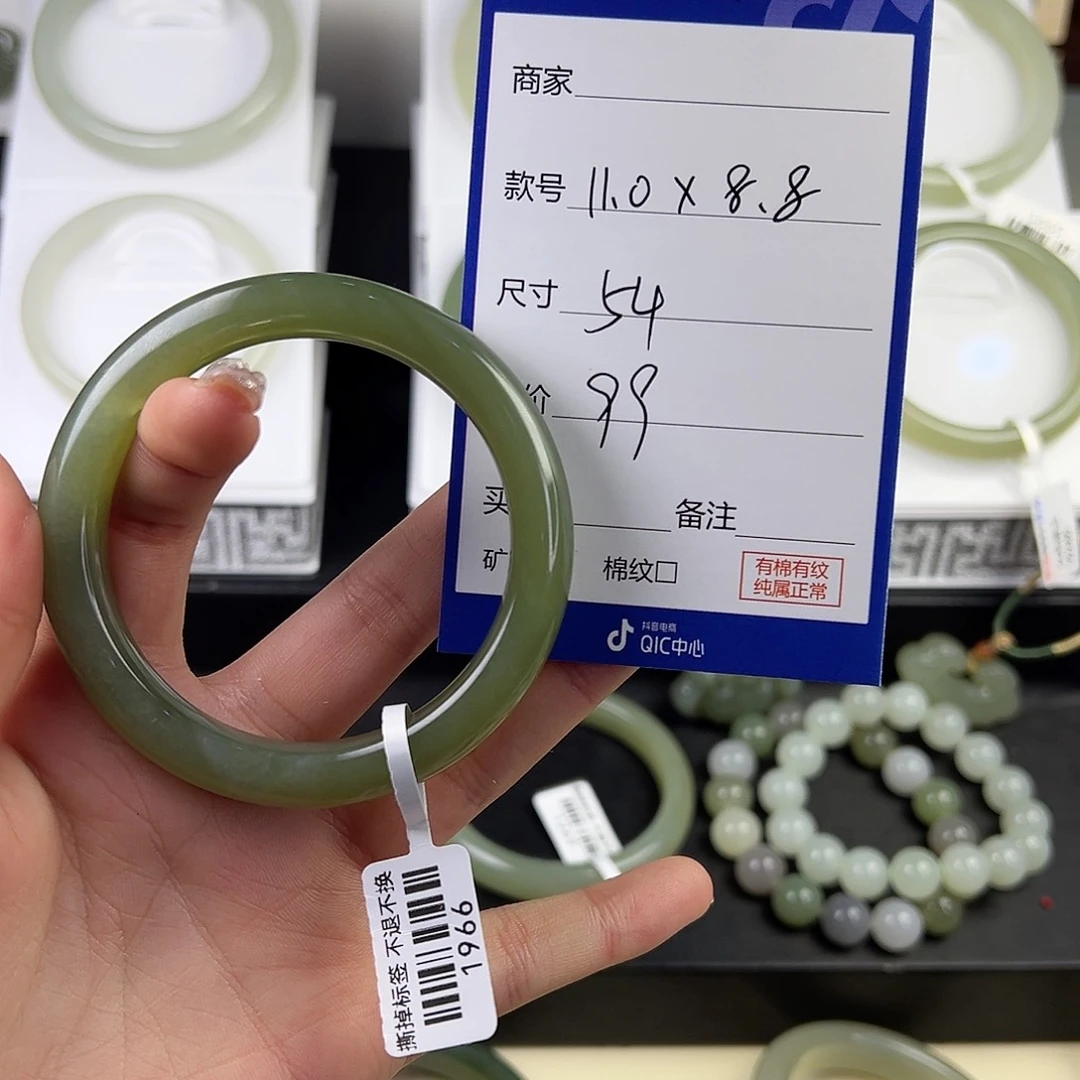 商家
款号 11.0 x 8.8
尺寸 54
价 99
买 备注
矿 棉纹□
有棉有纹
纯属正常
抖音电商
QIC中心
撕掉标签 不退不换
1966